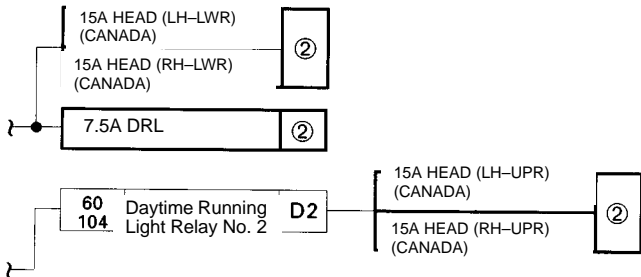 15A HEAD (LH–LWR)
(CANADA)
②
15A HEAD (RH–LWR)
(CANADA)
7.5A DRL
②
15A HEAD (LH–UPR)
(CANADA)
60
104
Daytime Running
Light Relay No. 2
D2
②
15A HEAD (RH–UPR)
(CANADA)